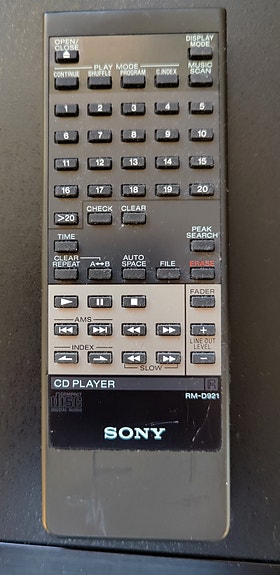 OPEN/
CLOSE
DISPLAY
MODE
PLAY MODE
CONTINUE SHUFFLE PROGRAM C.INDEX
MUSIC
SCAN
1 2 3 4 5
6 7 8 9 10
11 12 13 14 15
16 17 18 19 20
>20 CHECK CLEAR
TIME
PEAK
SEARCH
CLEAR
REPEAT A↔B
AUTO
SPACE
FILE ERASE
FADER
AMS
LINE OUT
LEVEL
INDEX
SLOW
CD PLAYER R
COMPACT
disc
DIGITAL AUDIO
RM-D921
SONY